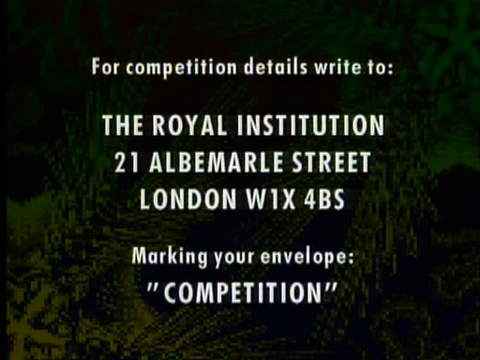 For competition details write to:
THE ROYAL INSTITUTION
21 ALBEMARLE STREET
LONDON W1X 4BS
Marking your envelope:
"COMPETITION"